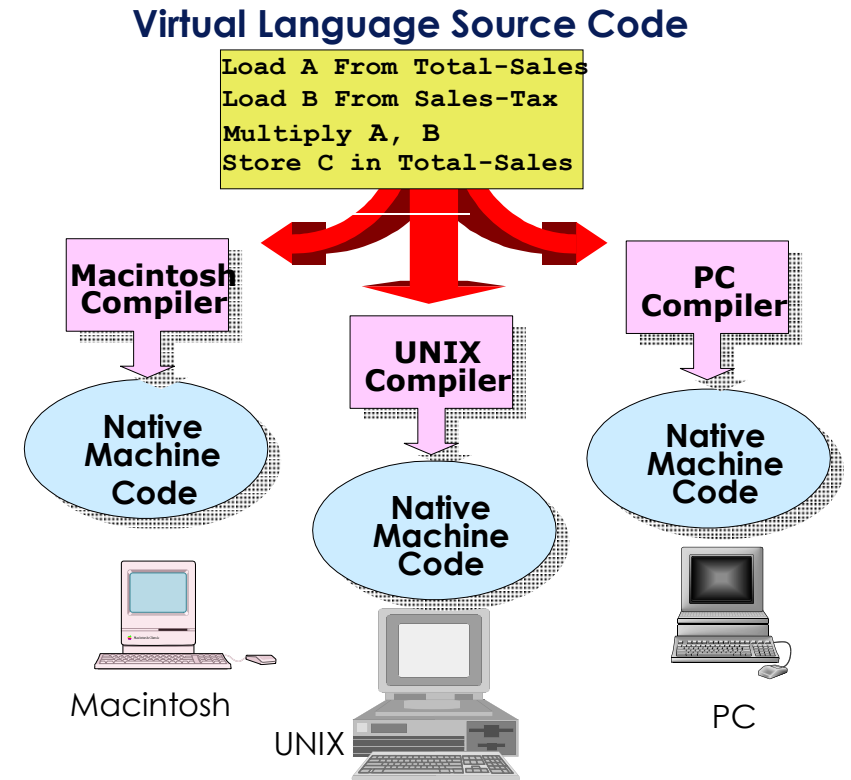 Virtual Language Source Code
Load A From Total-Sales
Load B From Sales-Tax
Multiply A, B
Store C in Total-Sales
Macintosh
Compiler
UNIX
Compiler
PC
Compiler
Native
Machine
Code
Native
Machine
Code
Native
Machine
Code
Macintosh
UNIX
PC